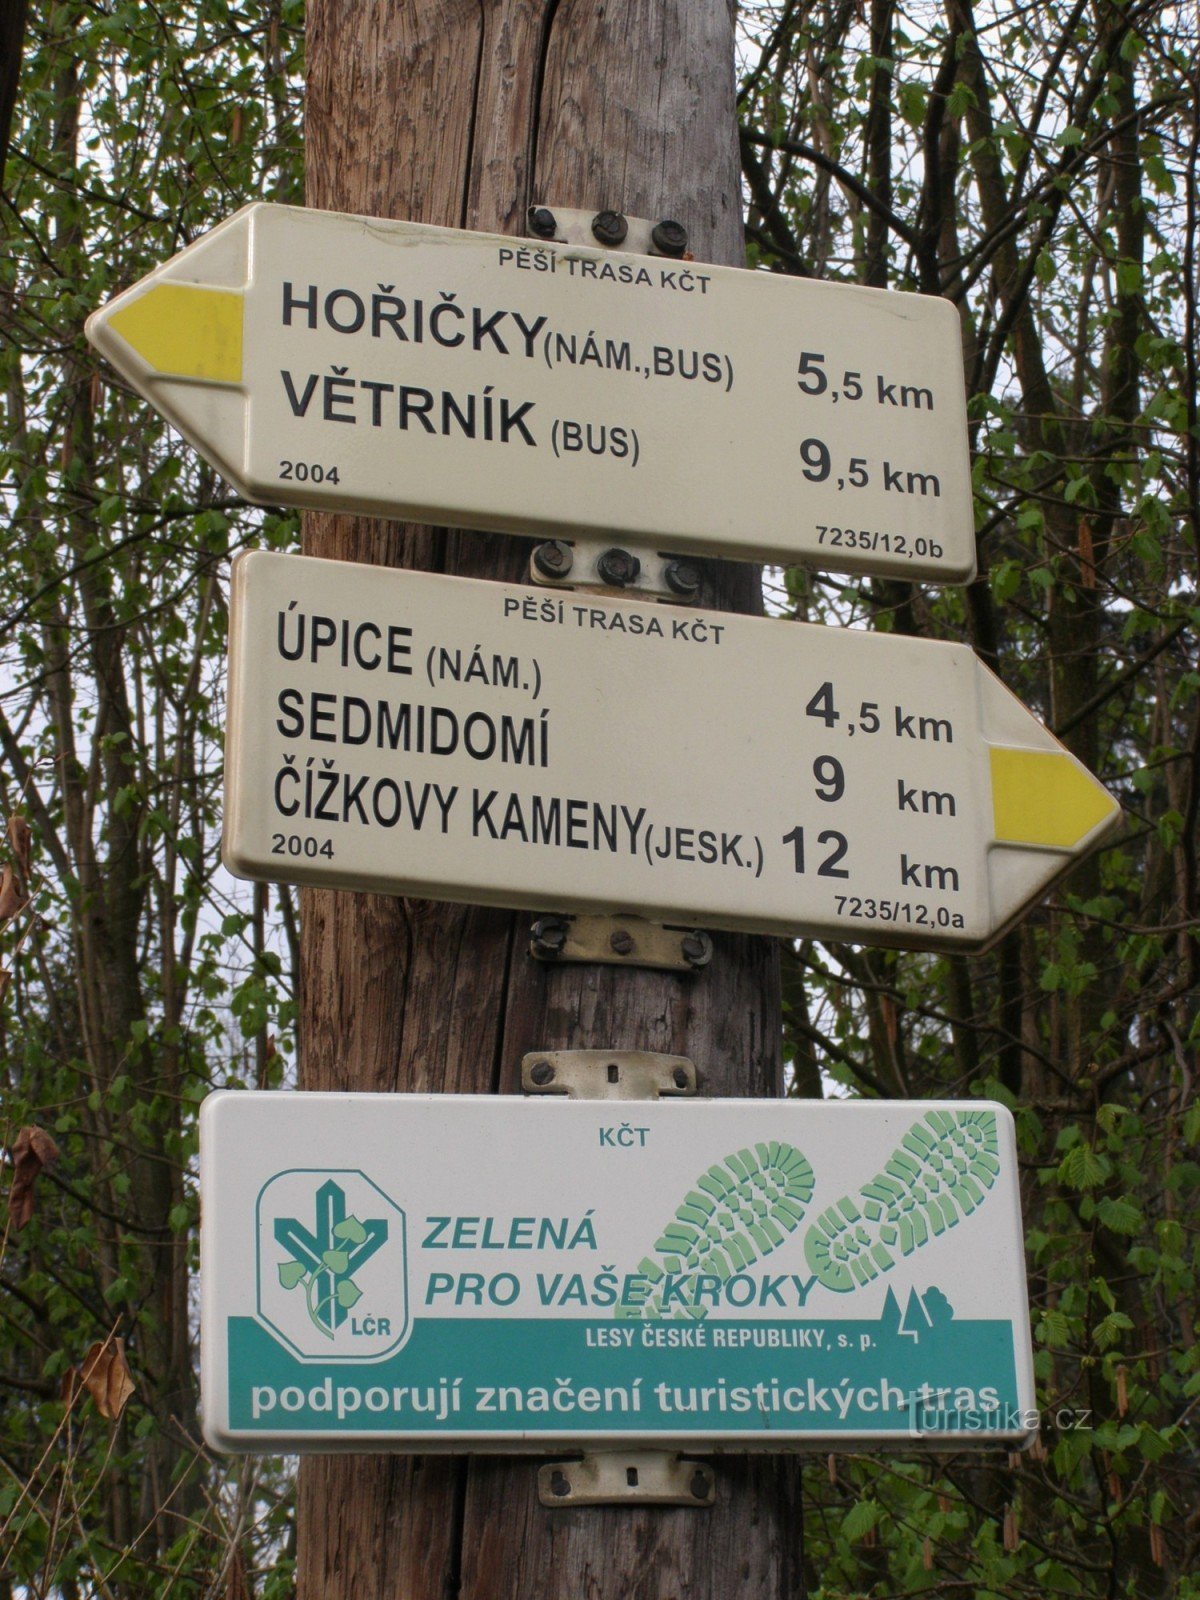 PĚŠÍ TRASA KČT
HOŘIČKY(NÁM.,BUS) 5,5 km
VĚTRNÍK (BUS) 9,5 km
2004 7235/12,0b
PĚŠÍ TRASA KČT
ÚPICE (NÁM.) 4,5 km
SEDMIDOMÍ 9 km
ČÍŽKOVY KAMENY(JESK.) 12 km
2004 7235/12,0a
KČT
ZELENÁ
PRO VAŠE KROKY
LČR
LESY ČESKÉ REPUBLIKY, s. p.
podporují značení turistických tras
Turistika.cz